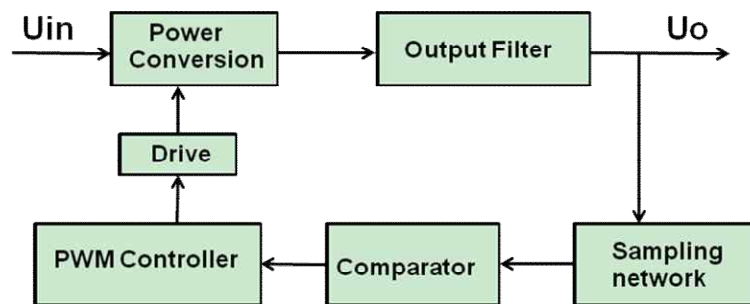 Uin
Power
Conversion
Output Filter
Uo
Drive
PWM Controller
Comparator
Sampling
network